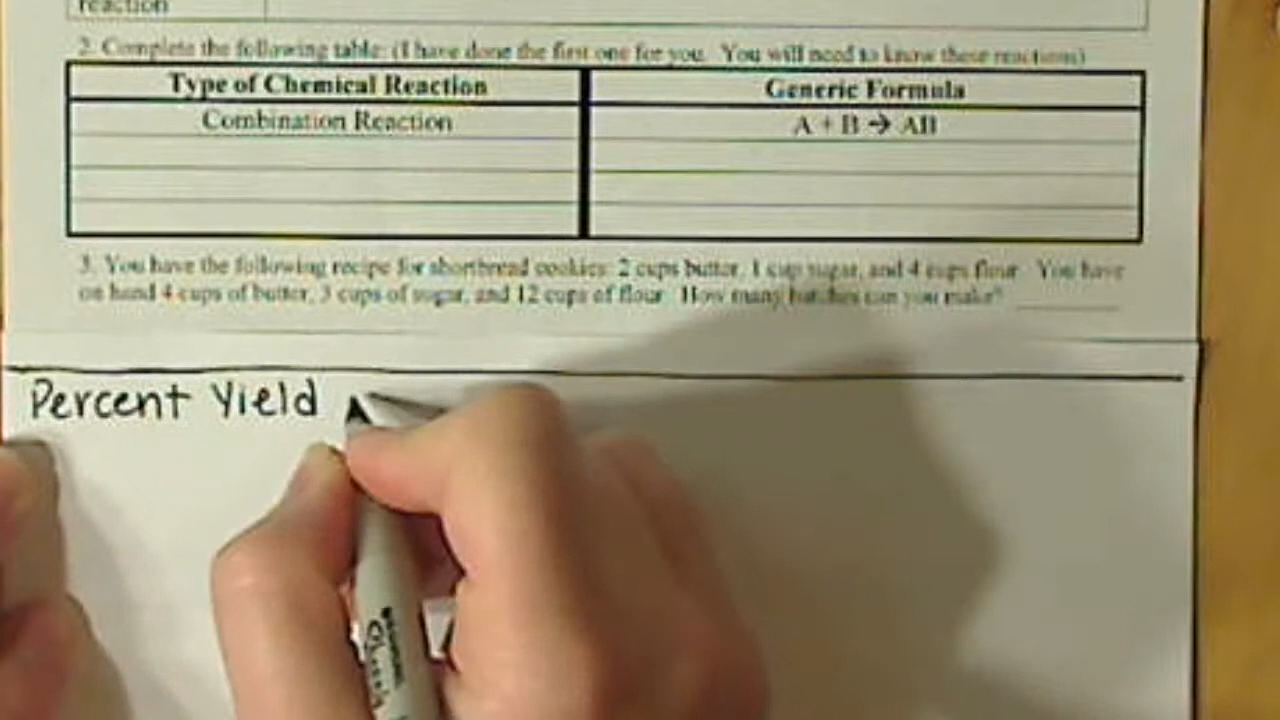 reaction
2. Complete the following table: (I have done the first one for you. You will need to know these reactions)
Type of Chemical Reaction Generic Formula
Combination Reaction A + B → AB
3. You have the following recipe for shortbread cookies: 2 cups butter, 1 cup sugar, and 4 cups flour. You have
on hand 4 cups of butter, 3 cups of sugar, and 12 cups of flour. How many batches can you make?
Percent Yield